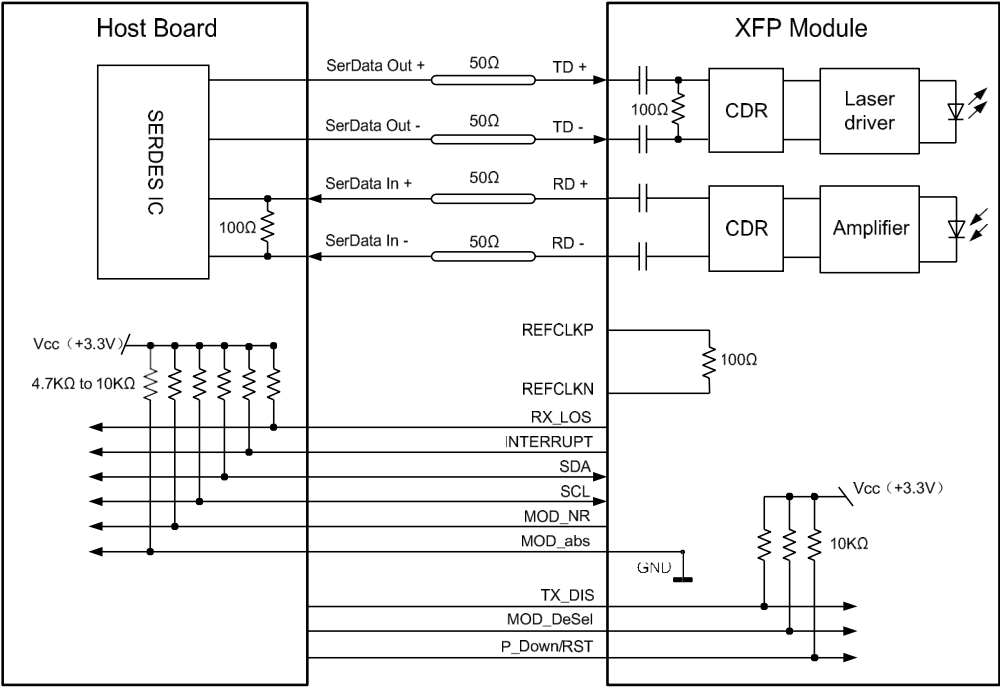 Host Board
XFP Module
SerData Out +
50Ω
TD +
SERDES IC
100Ω
CDR
Laser
driver
SerData Out -
50Ω
TD -
SerData In +
50Ω
RD +
100Ω
CDR
Amplifier
SerData In -
50Ω
RD -
Vcc（+3.3V）
4.7KΩ to 10KΩ
REFCLKP
100Ω
REFCLKN
RX_LOS
INTERRUPT
SDA
SCL
Vcc（+3.3V）
MOD_NR
MOD_abs
10KΩ
GND
TX_DIS
MOD_DeSel
P_Down/RST